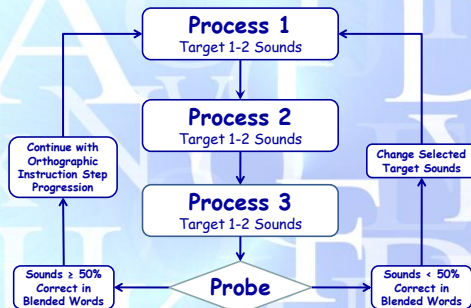 Process 1
Target 1-2 Sounds
Process 2
Target 1-2 Sounds
Continue with
Orthographic
Instruction Step
Progression
Change Selected
Target Sounds
Process 3
Target 1-2 Sounds
Sounds ≥ 50%
Correct in
Blended Words
Probe
Sounds < 50%
Correct in
Blended Words